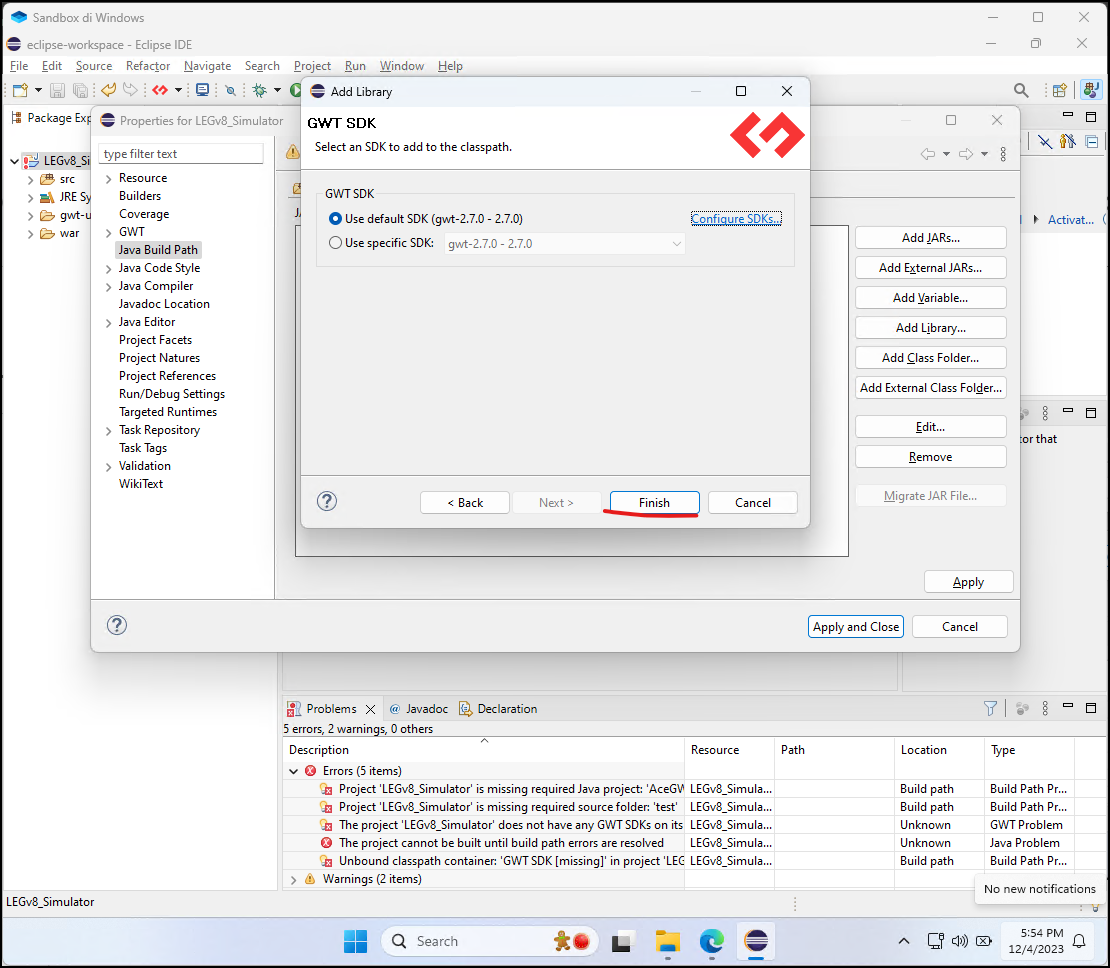 Sandbox di Windows
eclipse-workspace - Eclipse IDE
File Edit Source Refactor Navigate Search Project Run Window Help
Add Library
Package Exp
Properties for LEGv8_Simulator
GWT SDK
Select an SDK to add to the classpath.
type filter text
LEGv8_Si
src
JRE Sy
gwt-u
war
Resource
Builders
Coverage
GWT
Java Build Path
Java Code Style
Java Compiler
Javadoc Location
Java Editor
Project Facets
Project Natures
Project References
Run/Debug Settings
Targeted Runtimes
Task Repository
Task Tags
Validation
WikiText
GWT SDK
Use default SDK (gwt-2.7.0 - 2.7.0)
Configure SDKs...
Use specific SDK:
gwt-2.7.0 - 2.7.0
Activat...
Add JARs...
Add External JARs...
Add Variable...
Add Library...
Add Class Folder...
Add External Class Folder...
Edit...
Remove
Migrate JAR File...
tor that
< Back Next > Finish Cancel
Apply
Apply and Close Cancel
Problems @ Javadoc Declaration
5 errors, 2 warnings, 0 others
Description Resource Path Location Type
Errors (5 items)
Project 'LEGv8_Simulator' is missing required Java project: 'AceGW LEGv8_Simula... Build path Build Path Pr...
Project 'LEGv8_Simulator' is missing required source folder: 'test' LEGv8_Simula... Build path Build Path Pr...
The project 'LEGv8_Simulator' does not have any GWT SDKs on its LEGv8_Simula... Unknown GWT Problem
The project cannot be built until build path errors are resolved LEGv8_Simula... Unknown Java Problem
Unbound classpath container: 'GWT SDK [missing]' in project 'LEG LEGv8_Simula... Build path Build Path Pr...
Warnings (2 items)
No new notifications
LEGv8_Simulator
Search
5:54 PM
12/4/2023